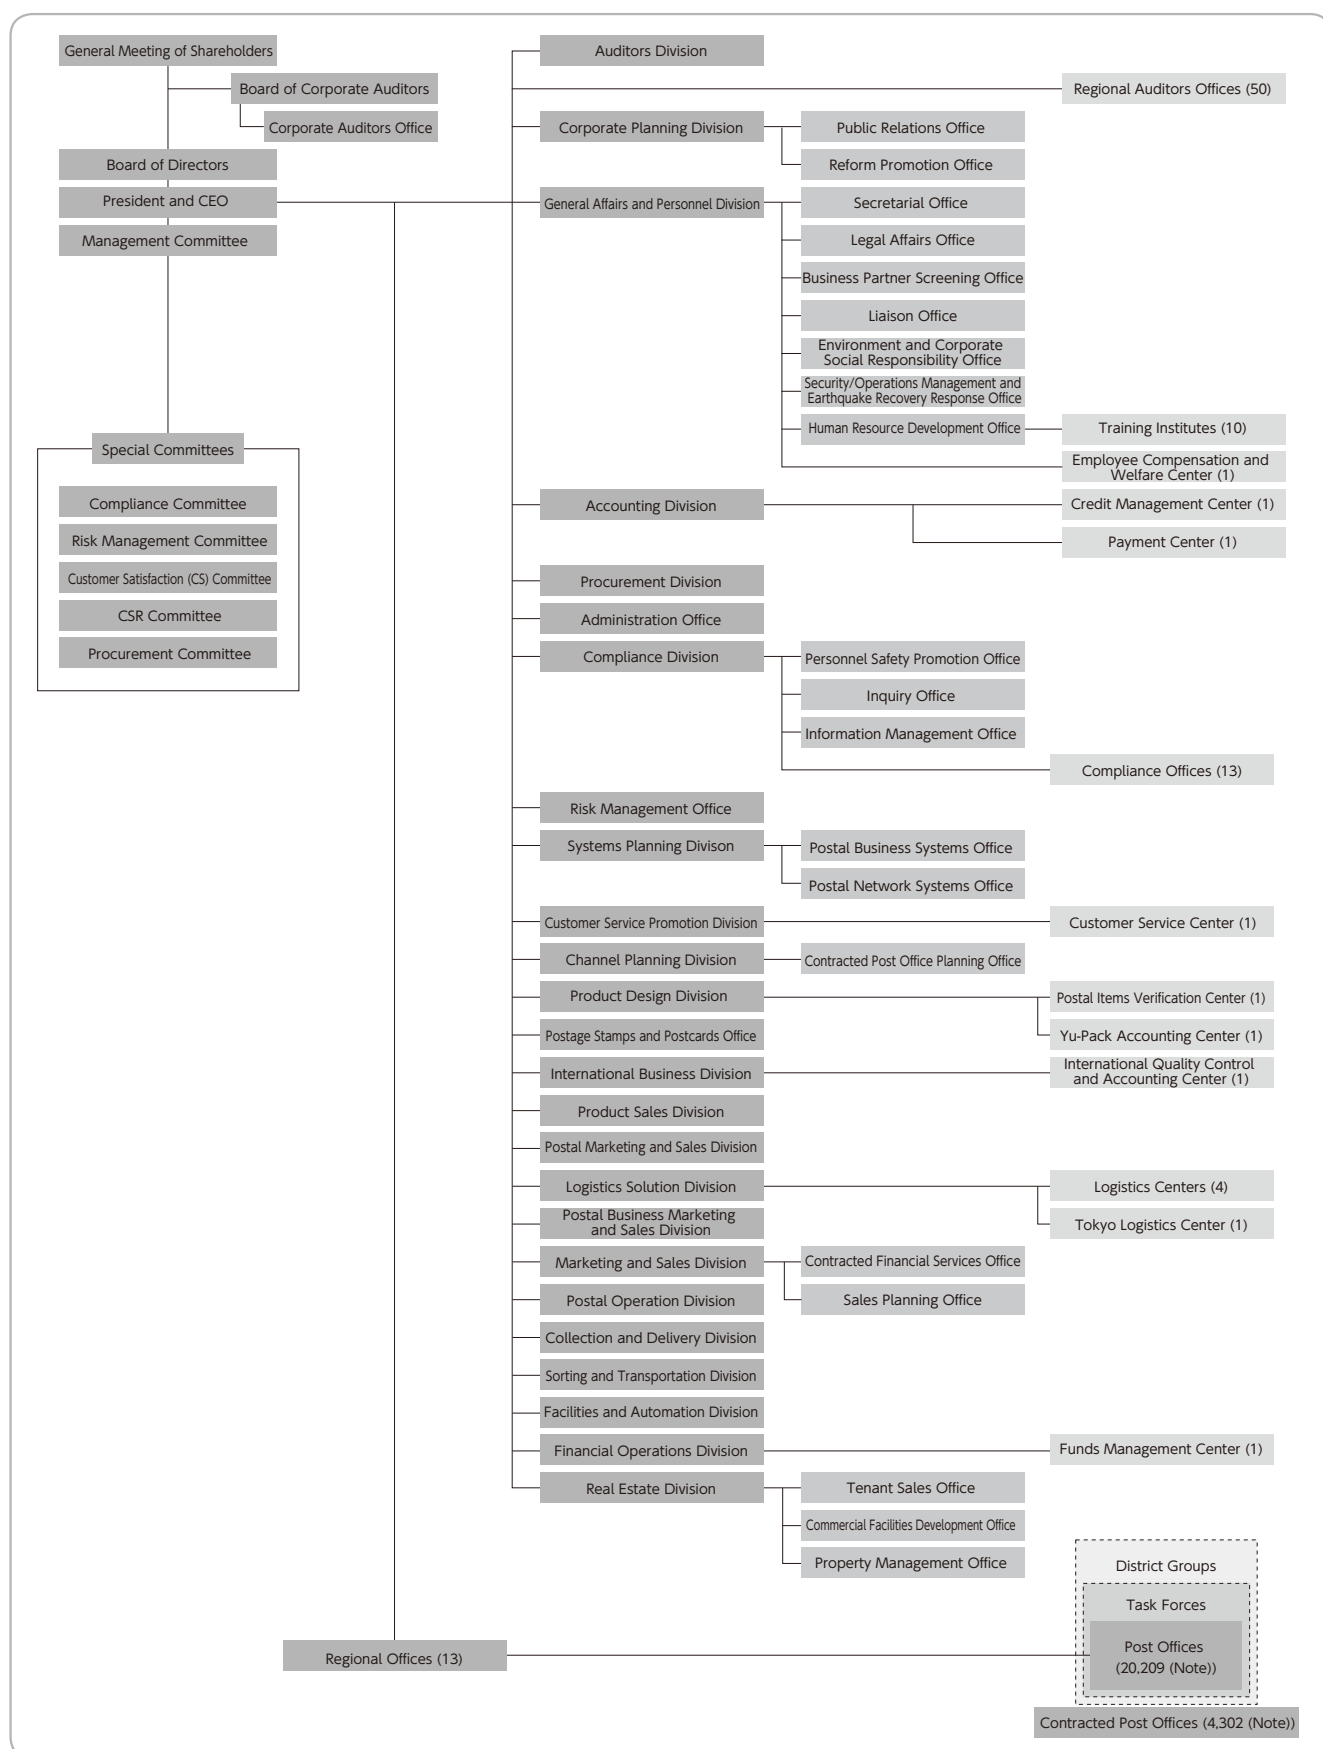 General Meeting of Shareholders
Board of Corporate Auditors
Corporate Auditors Office
Board of Directors
President and CEO
Management Committee
Special Committees
Compliance Committee
Risk Management Committee
Customer Satisfaction (CS) Committee
CSR Committee
Procurement Committee
Auditors Division
Regional Auditors Offices (50)
Corporate Planning Division
Public Relations Office
Reform Promotion Office
General Affairs and Personnel Division
Secretarial Office
Legal Affairs Office
Business Partner Screening Office
Liaison Office
Environment and Corporate
Social Responsibility Office
Security/Operations Management and
Earthquake Recovery Response Office
Human Resource Development Office
Training Institutes (10)
Employee Compensation and
Welfare Center (1)
Accounting Division
Credit Management Center (1)
Payment Center (1)
Procurement Division
Administration Office
Compliance Division
Personnel Safety Promotion Office
Inquiry Office
Information Management Office
Compliance Offices (13)
Risk Management Office
Systems Planning Divison
Postal Business Systems Office
Postal Network Systems Office
Customer Service Promotion Division
Customer Service Center (1)
Channel Planning Division
Contracted Post Office Planning Office
Product Design Division
Postal Items Verification Center (1)
Yu-Pack Accounting Center (1)
Postage Stamps and Postcards Office
International Business Division
International Quality Control
and Accounting Center (1)
Product Sales Division
Postal Marketing and Sales Division
Logistics Solution Division
Logistics Centers (4)
Tokyo Logistics Center (1)
Postal Business Marketing
and Sales Division
Marketing and Sales Division
Contracted Financial Services Office
Sales Planning Office
Postal Operation Division
Collection and Delivery Division
Sorting and Transportation Division
Facilities and Automation Division
Financial Operations Division
Funds Management Center (1)
Real Estate Division
Tenant Sales Office
Commercial Facilities Development Office
Property Management Office
District Groups
Task Forces
Post Offices
(20,209 (Note))
Regional Offices (13)
Contracted Post Offices (4,302 (Note))